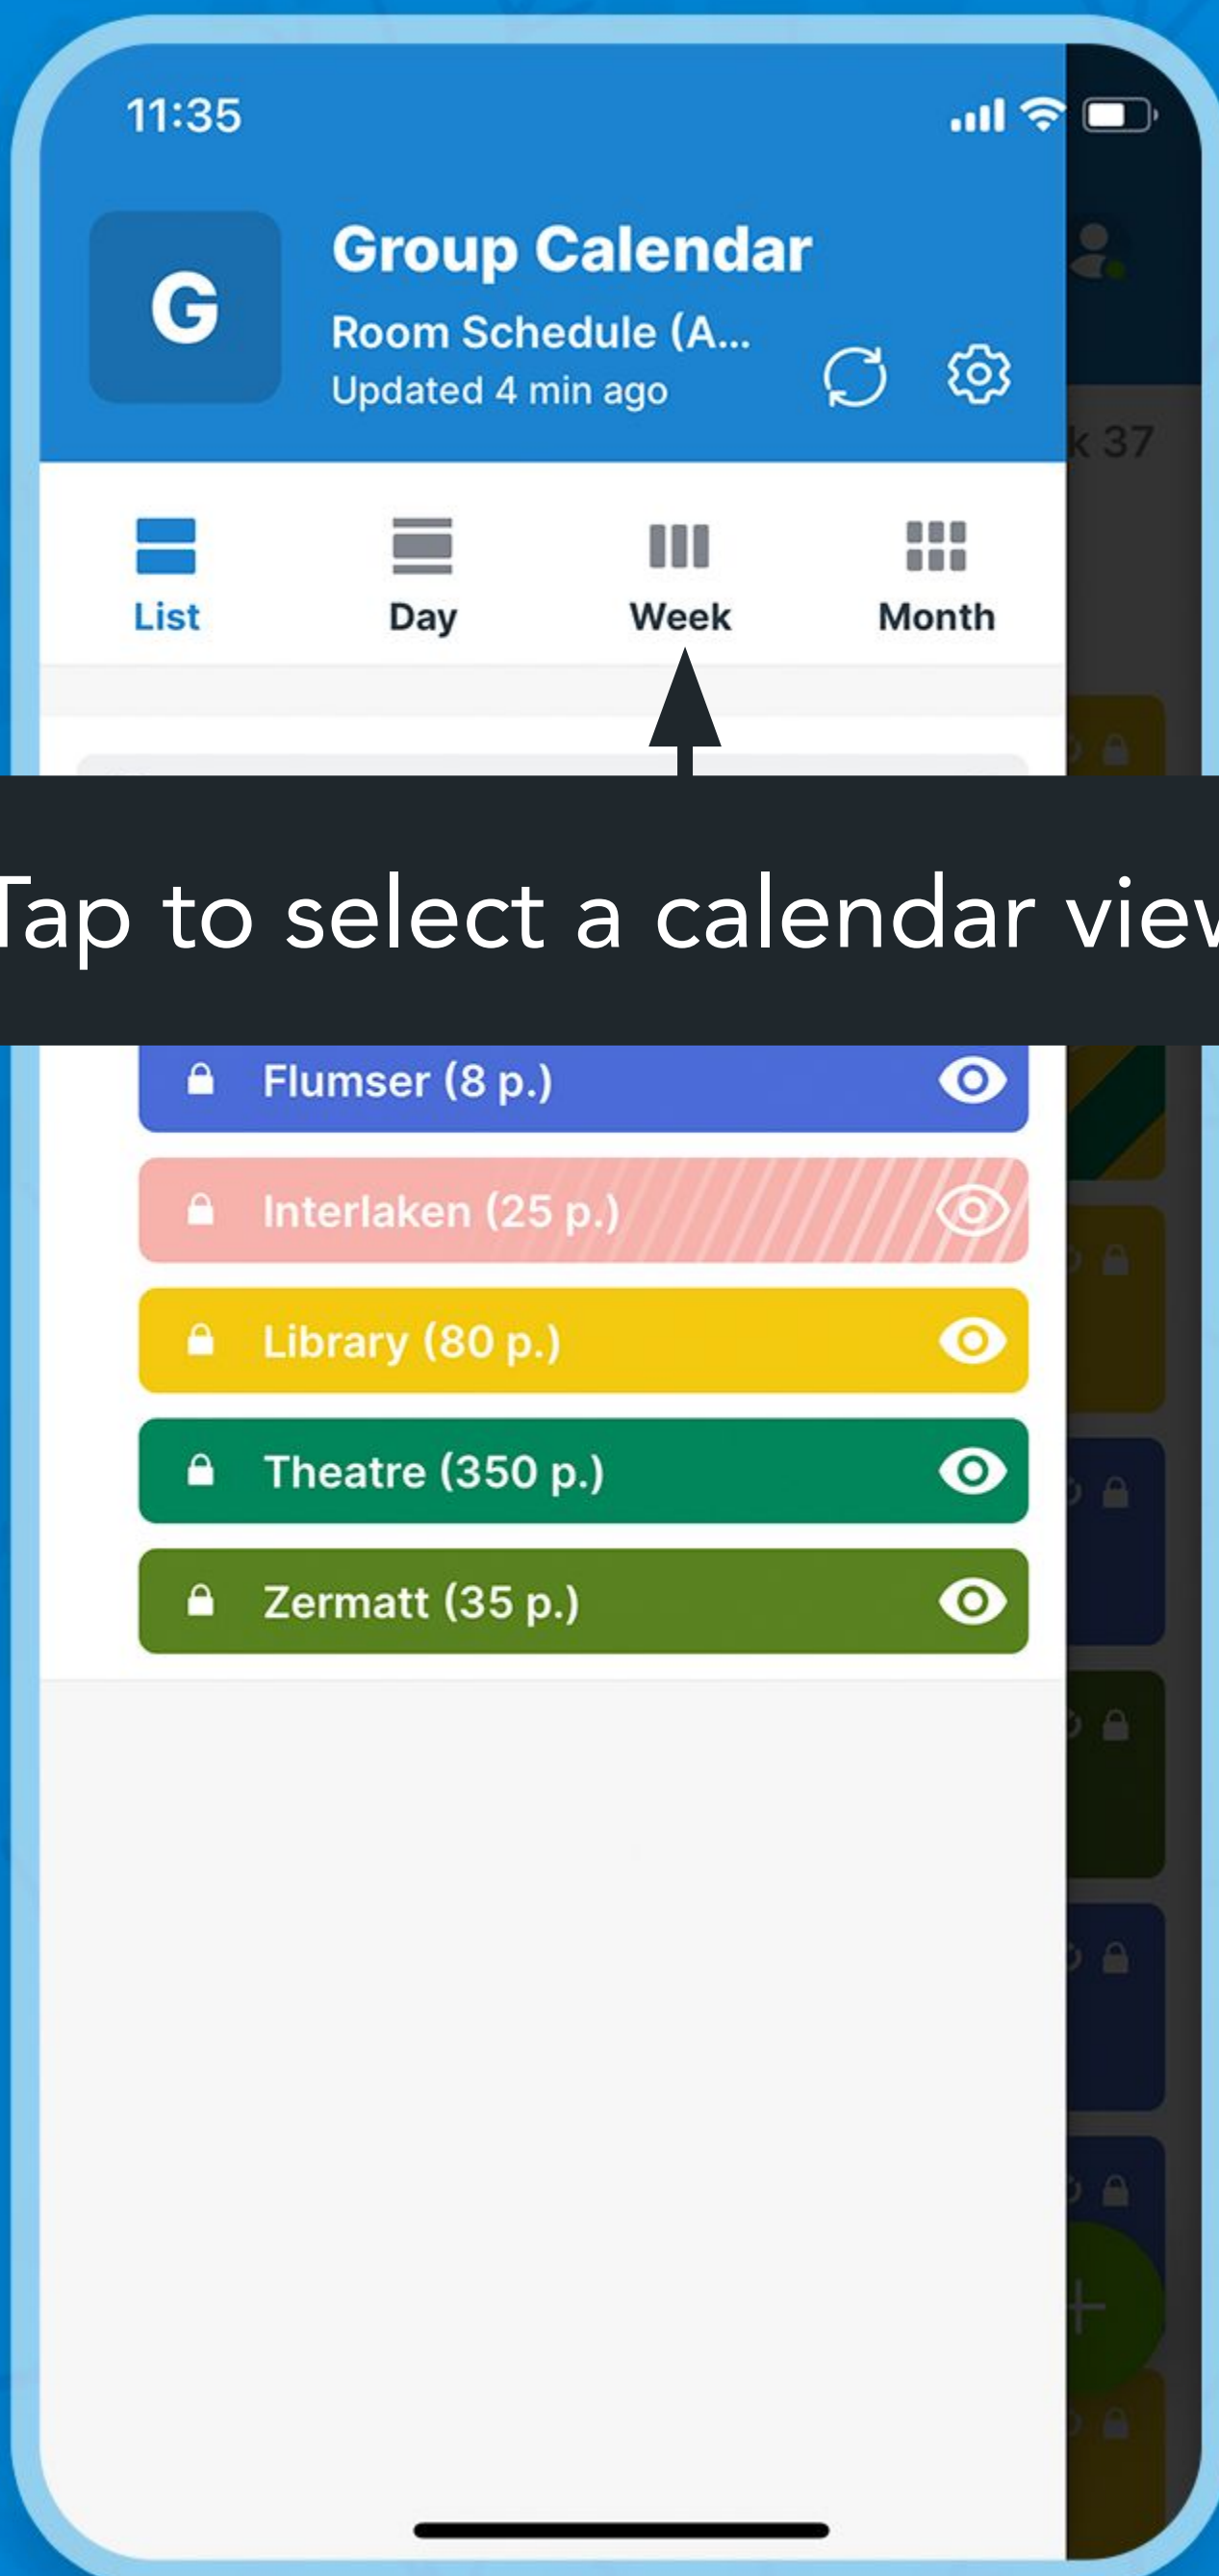 11:35
G
Group Calendar
Room Schedule (A...
Updated 4 min ago
k 37
List
Day
Week
Month
Tap to select a calendar view
Flumser (8 p.)
Interlaken (25 p.)
Library (80 p.)
Theatre (350 p.)
Zermatt (35 p.)